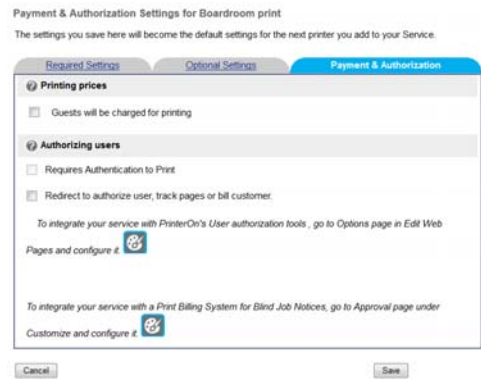 Payment & Authorization Settings for Boardroom print
The settings you save here will become the default settings for the next printer you add to your Service.
Required Settings Optional Settings Payment & Authorization
Printing prices
Guests will be charged for printing
Authorizing users
Requires Authentication to Print
Redirect to authorize user, track pages or bill customer.
To integrate your service with PrinterOn's User authorization tools , go to Options page in Edit Web
Pages and configure it.
To integrate your service with a Print Billing System for Blind Job Notices, go to Approval page under
Customize and configure it.
Cancel Save